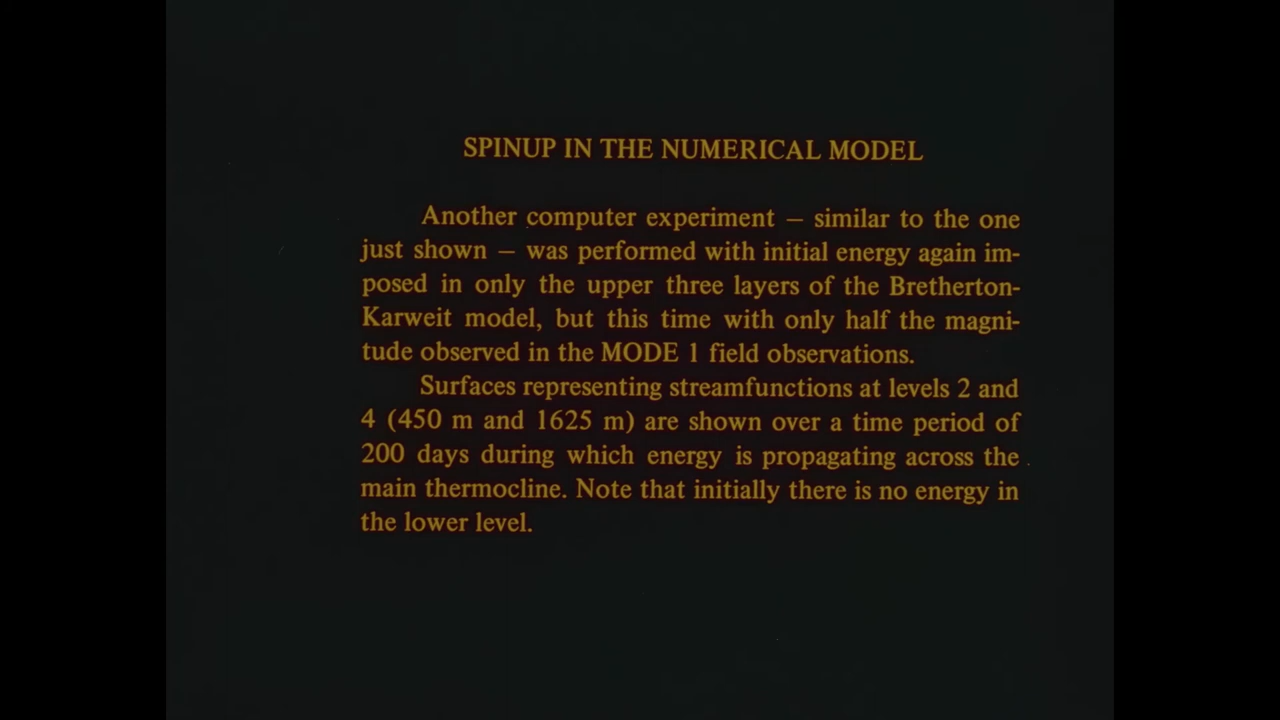 SPINUP IN THE NUMERICAL MODEL
Another computer experiment – similar to the one
just shown – was performed with initial energy again im-
posed in only the upper three layers of the Bretherton-
Karweit model, but this time with only half the magni-
tude observed in the MODE 1 field observations.
Surfaces representing streamfunctions at levels 2 and
4 (450 m and 1625 m) are shown over a time period of
200 days during which energy is propagating across the
main thermocline. Note that initially there is no energy in
the lower level.